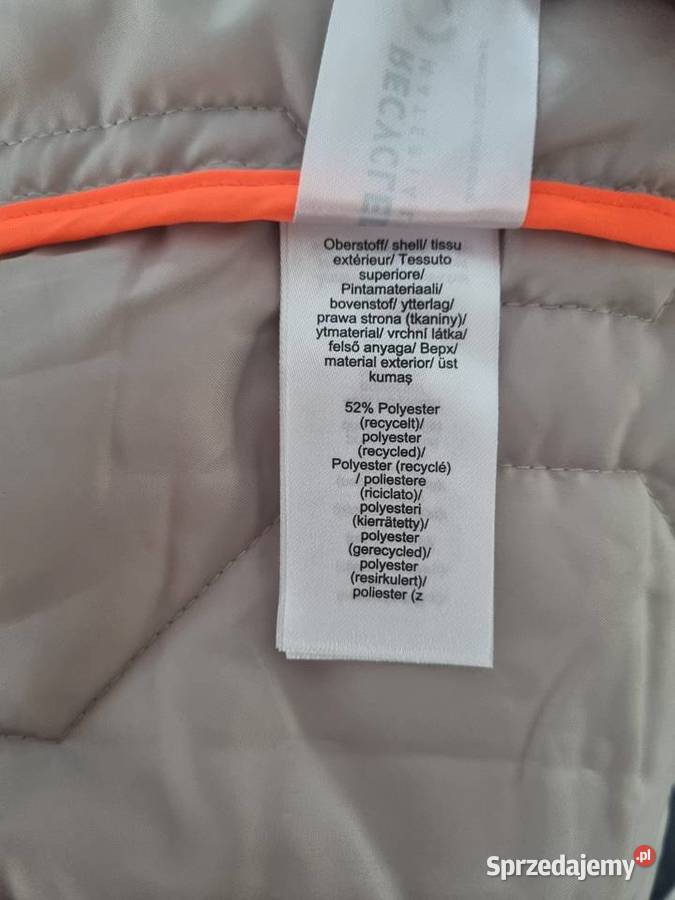 MATERIAL
RECYCLE
Oberstoff/ shell/ tissu
extérieur/ Tessuto
superiore/
Pintamateriaali/
bovenstof/ ytterlag/
prawa strona (tkaniny)/
ytmaterial/ vrchní látka/
felső anyaga/ Верх/
material exterior/ üst
kumaş
52% Polyester
(recycelt)/
polyester
(recycled)/
Polyester (recyclé)
/ poliestere
(riciclato)/
polyesteri
(kierrätetty)/
polyester
(gerecycled)/
polyester
(resirkulert)/
poliester (z
Sprzedajemy.pl